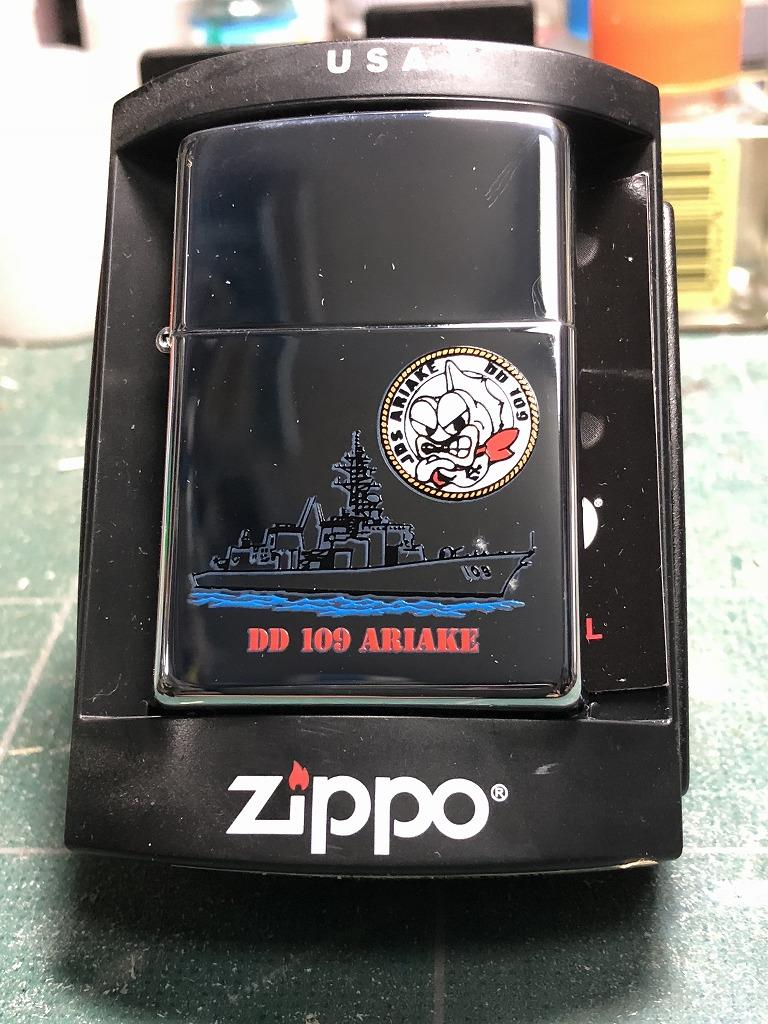 USA
JDS ARIAKE DD 109
109
DD 109 ARIAKE
L
zippo®